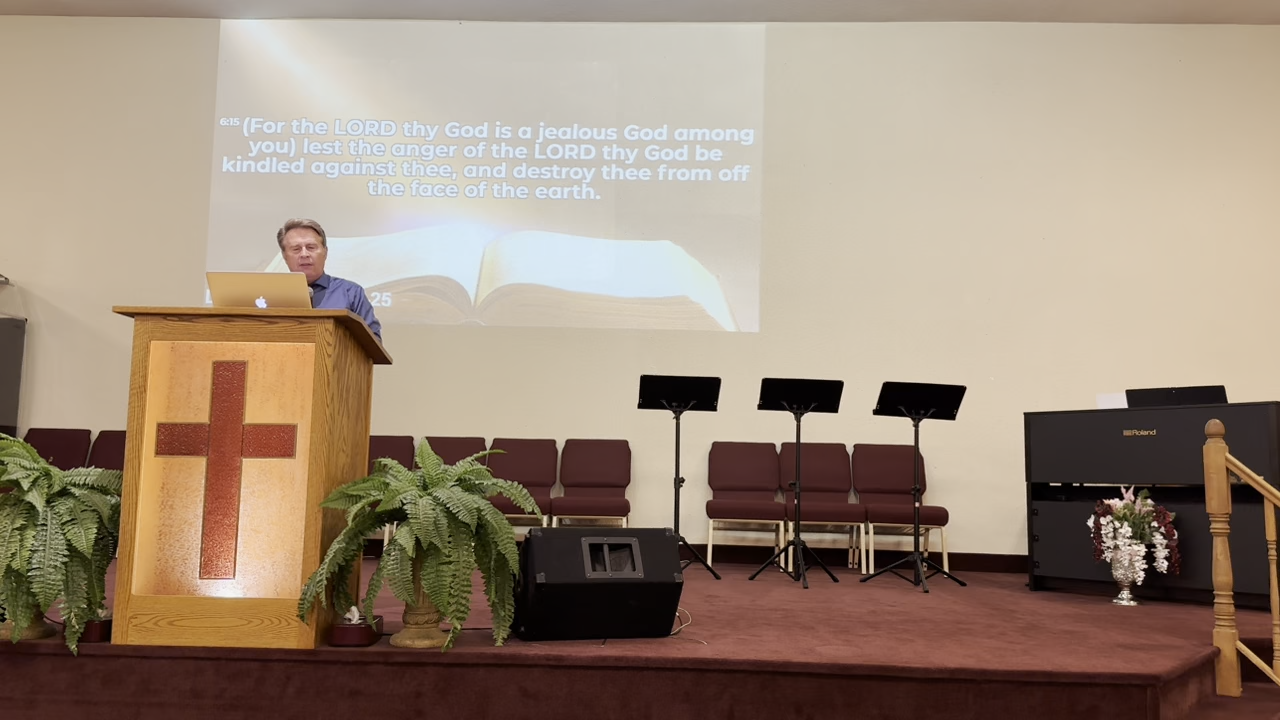 6:15 (For the LORD thy God is a jealous God among
you) lest the anger of the LORD thy God be
kindled against thee, and destroy thee from off
the face of the earth.
25
Roland